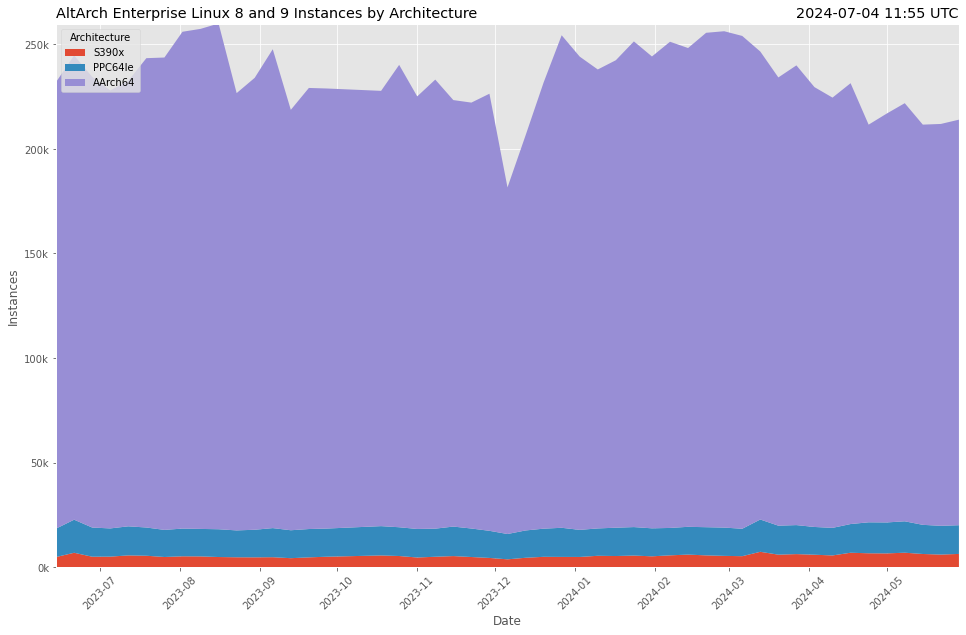 AltArch Enterprise Linux 8 and 9 Instances by Architecture
2024-07-04 11:55 UTC
Architecture
S390x
PPC64le
AArch64
250k
200k
150k
100k
50k
0k
Instances
2023-07
2023-08
2023-09
2023-10
2023-11
2023-12
2024-01
2024-02
2024-03
2024-04
2024-05
Date